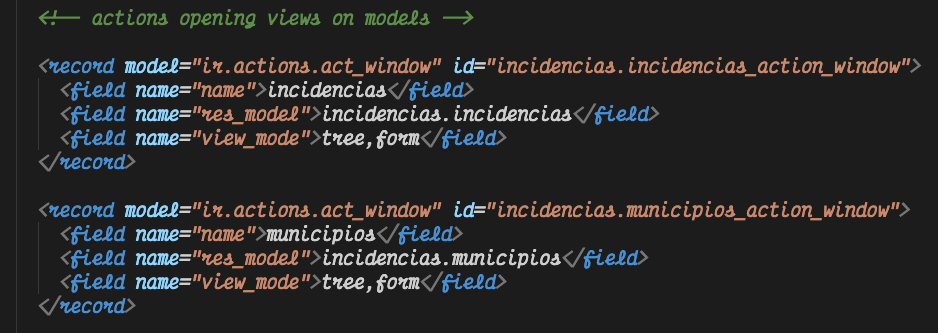 <!-- actions opening views on models -->
<record model="ir.actions.act_window" id="incidencias.incidencias_action_window">
<field name="name">incidencias</field>
<field name="res_model">incidencias.incidencias</field>
<field name="view_mode">tree,form</field>
</record>
<record model="ir.actions.act_window" id="incidencias.municipios_action_window">
<field name="name">municipios</field>
<field name="res_model">incidencias.municipios</field>
<field name="view_mode">tree,form</field>
</record>